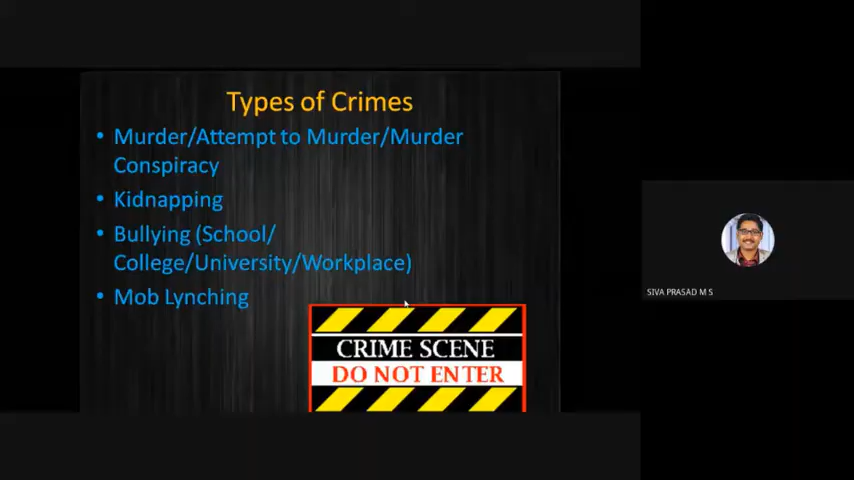 Types of Crimes
• Murder/Attempt to Murder/Murder
Conspiracy
• Kidnapping
• Bullying (School/
College/University/Workplace)
• Mob Lynching
CRIME SCENE
DO NOT ENTER
SIVA PRASAD M S